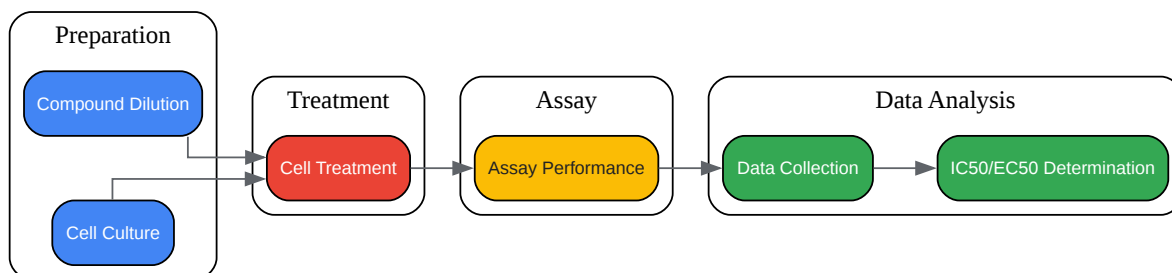 Preparation
Compound Dilution
Cell Culture
Treatment
Cell Treatment
Assay
Assay Performance
Data Analysis
Data Collection
IC50/EC50 Determination